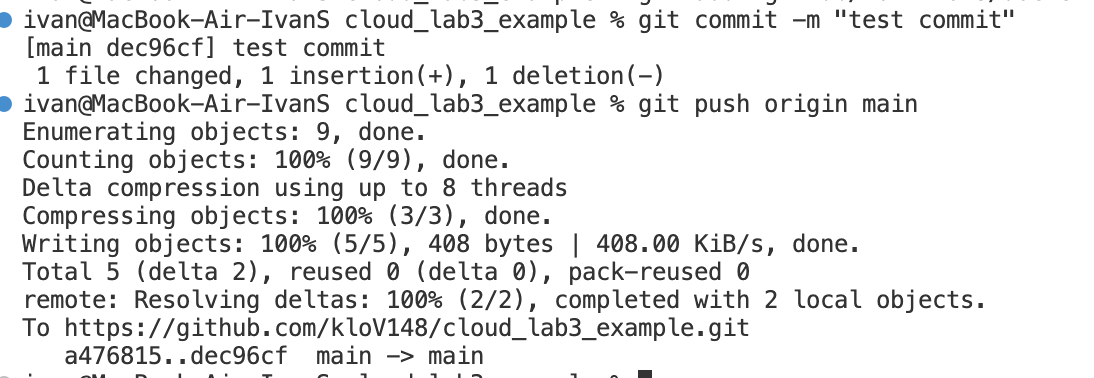 ivan@MacBook-Air-IvanS cloud_lab3_example % git commit -m "test commit"
[main dec96cf] test commit
 1 file changed, 1 insertion(+), 1 deletion(-)
ivan@MacBook-Air-IvanS cloud_lab3_example % git push origin main
Enumerating objects: 9, done.
Counting objects: 100% (9/9), done.
Delta compression using up to 8 threads
Compressing objects: 100% (3/3), done.
Writing objects: 100% (5/5), 408 bytes | 408.00 KiB/s, done.
Total 5 (delta 2), reused 0 (delta 0), pack-reused 0
remote: Resolving deltas: 100% (2/2), completed with 2 local objects.
To https://github.com/kloV148/cloud_lab3_example.git
   a476815..dec96cf  main -> main